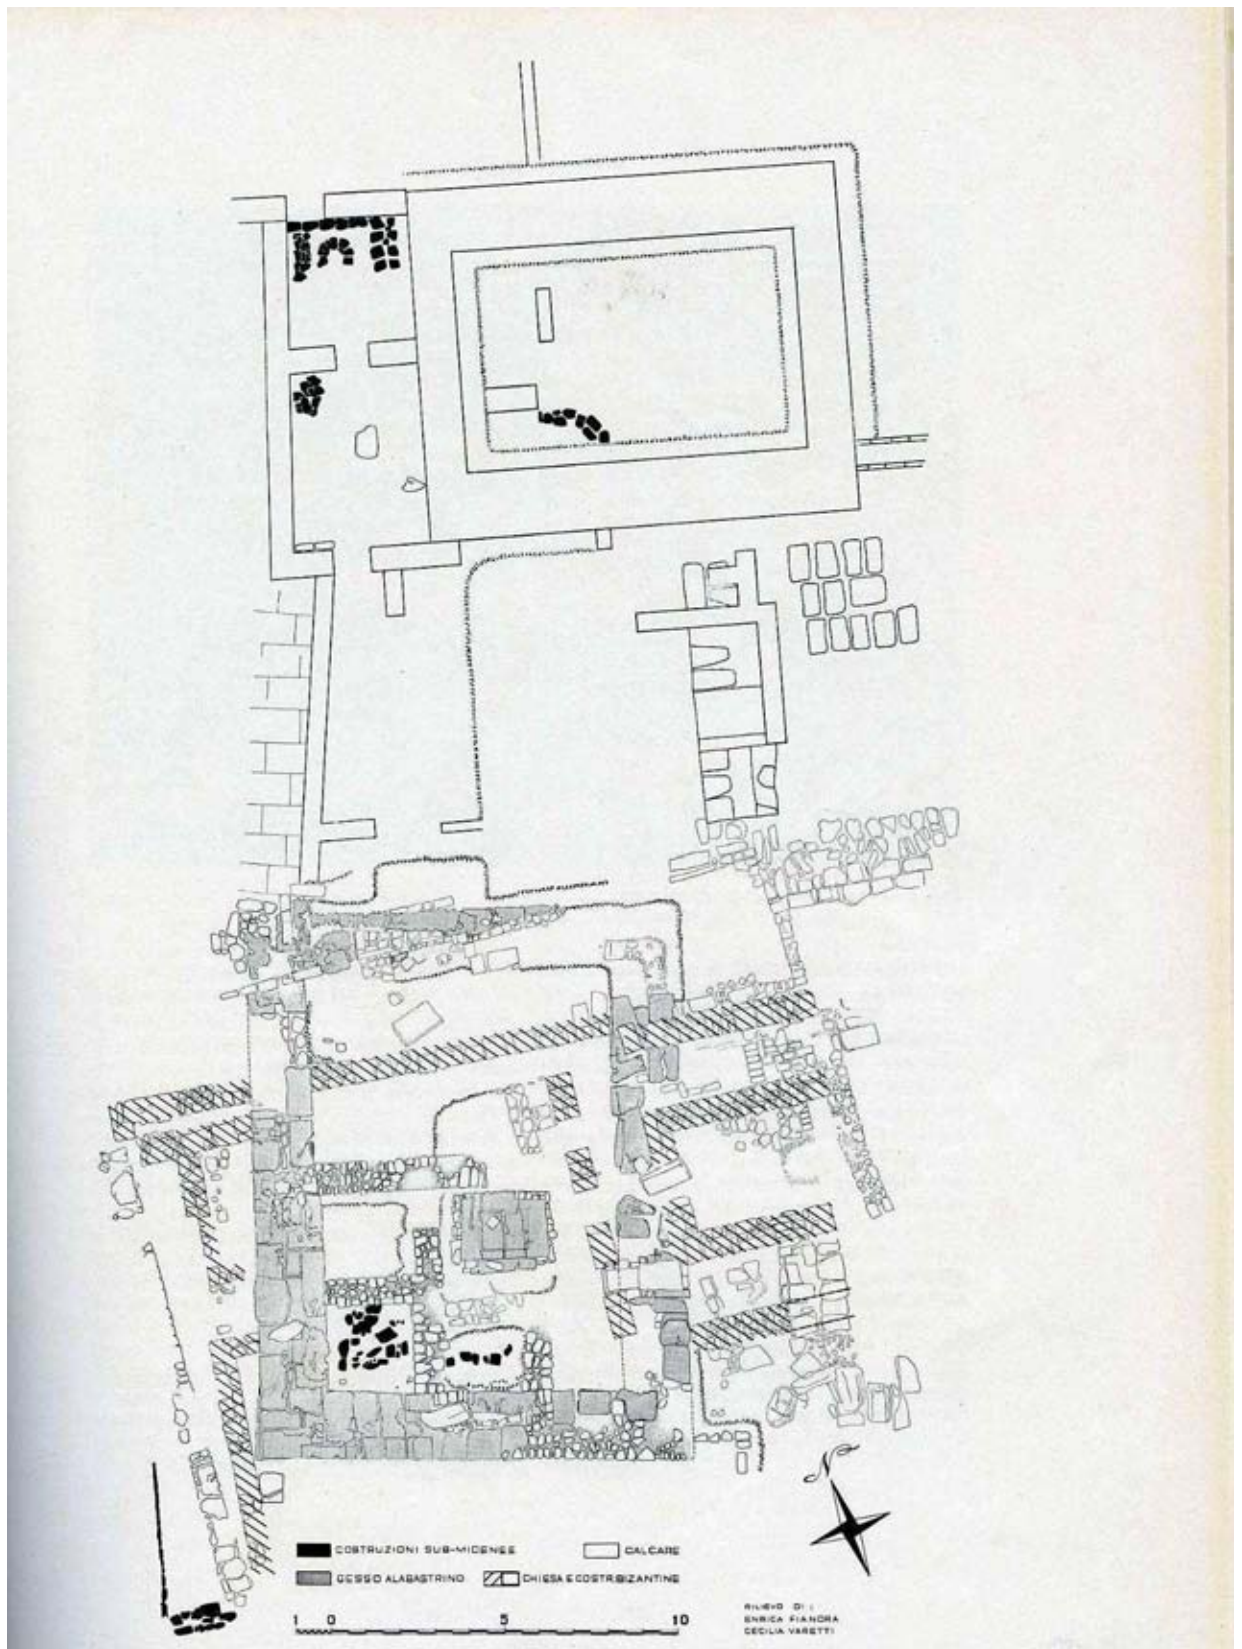 N
COSTRUZIONI SUB-MICENEE
CALCARE
GESSO ALABASTRINO
CHIESA E COSTR. BIZANTINE
1 0 5 10
RILIEVO DI :
ENRICA FIANDRA
CECILIA VARETTI